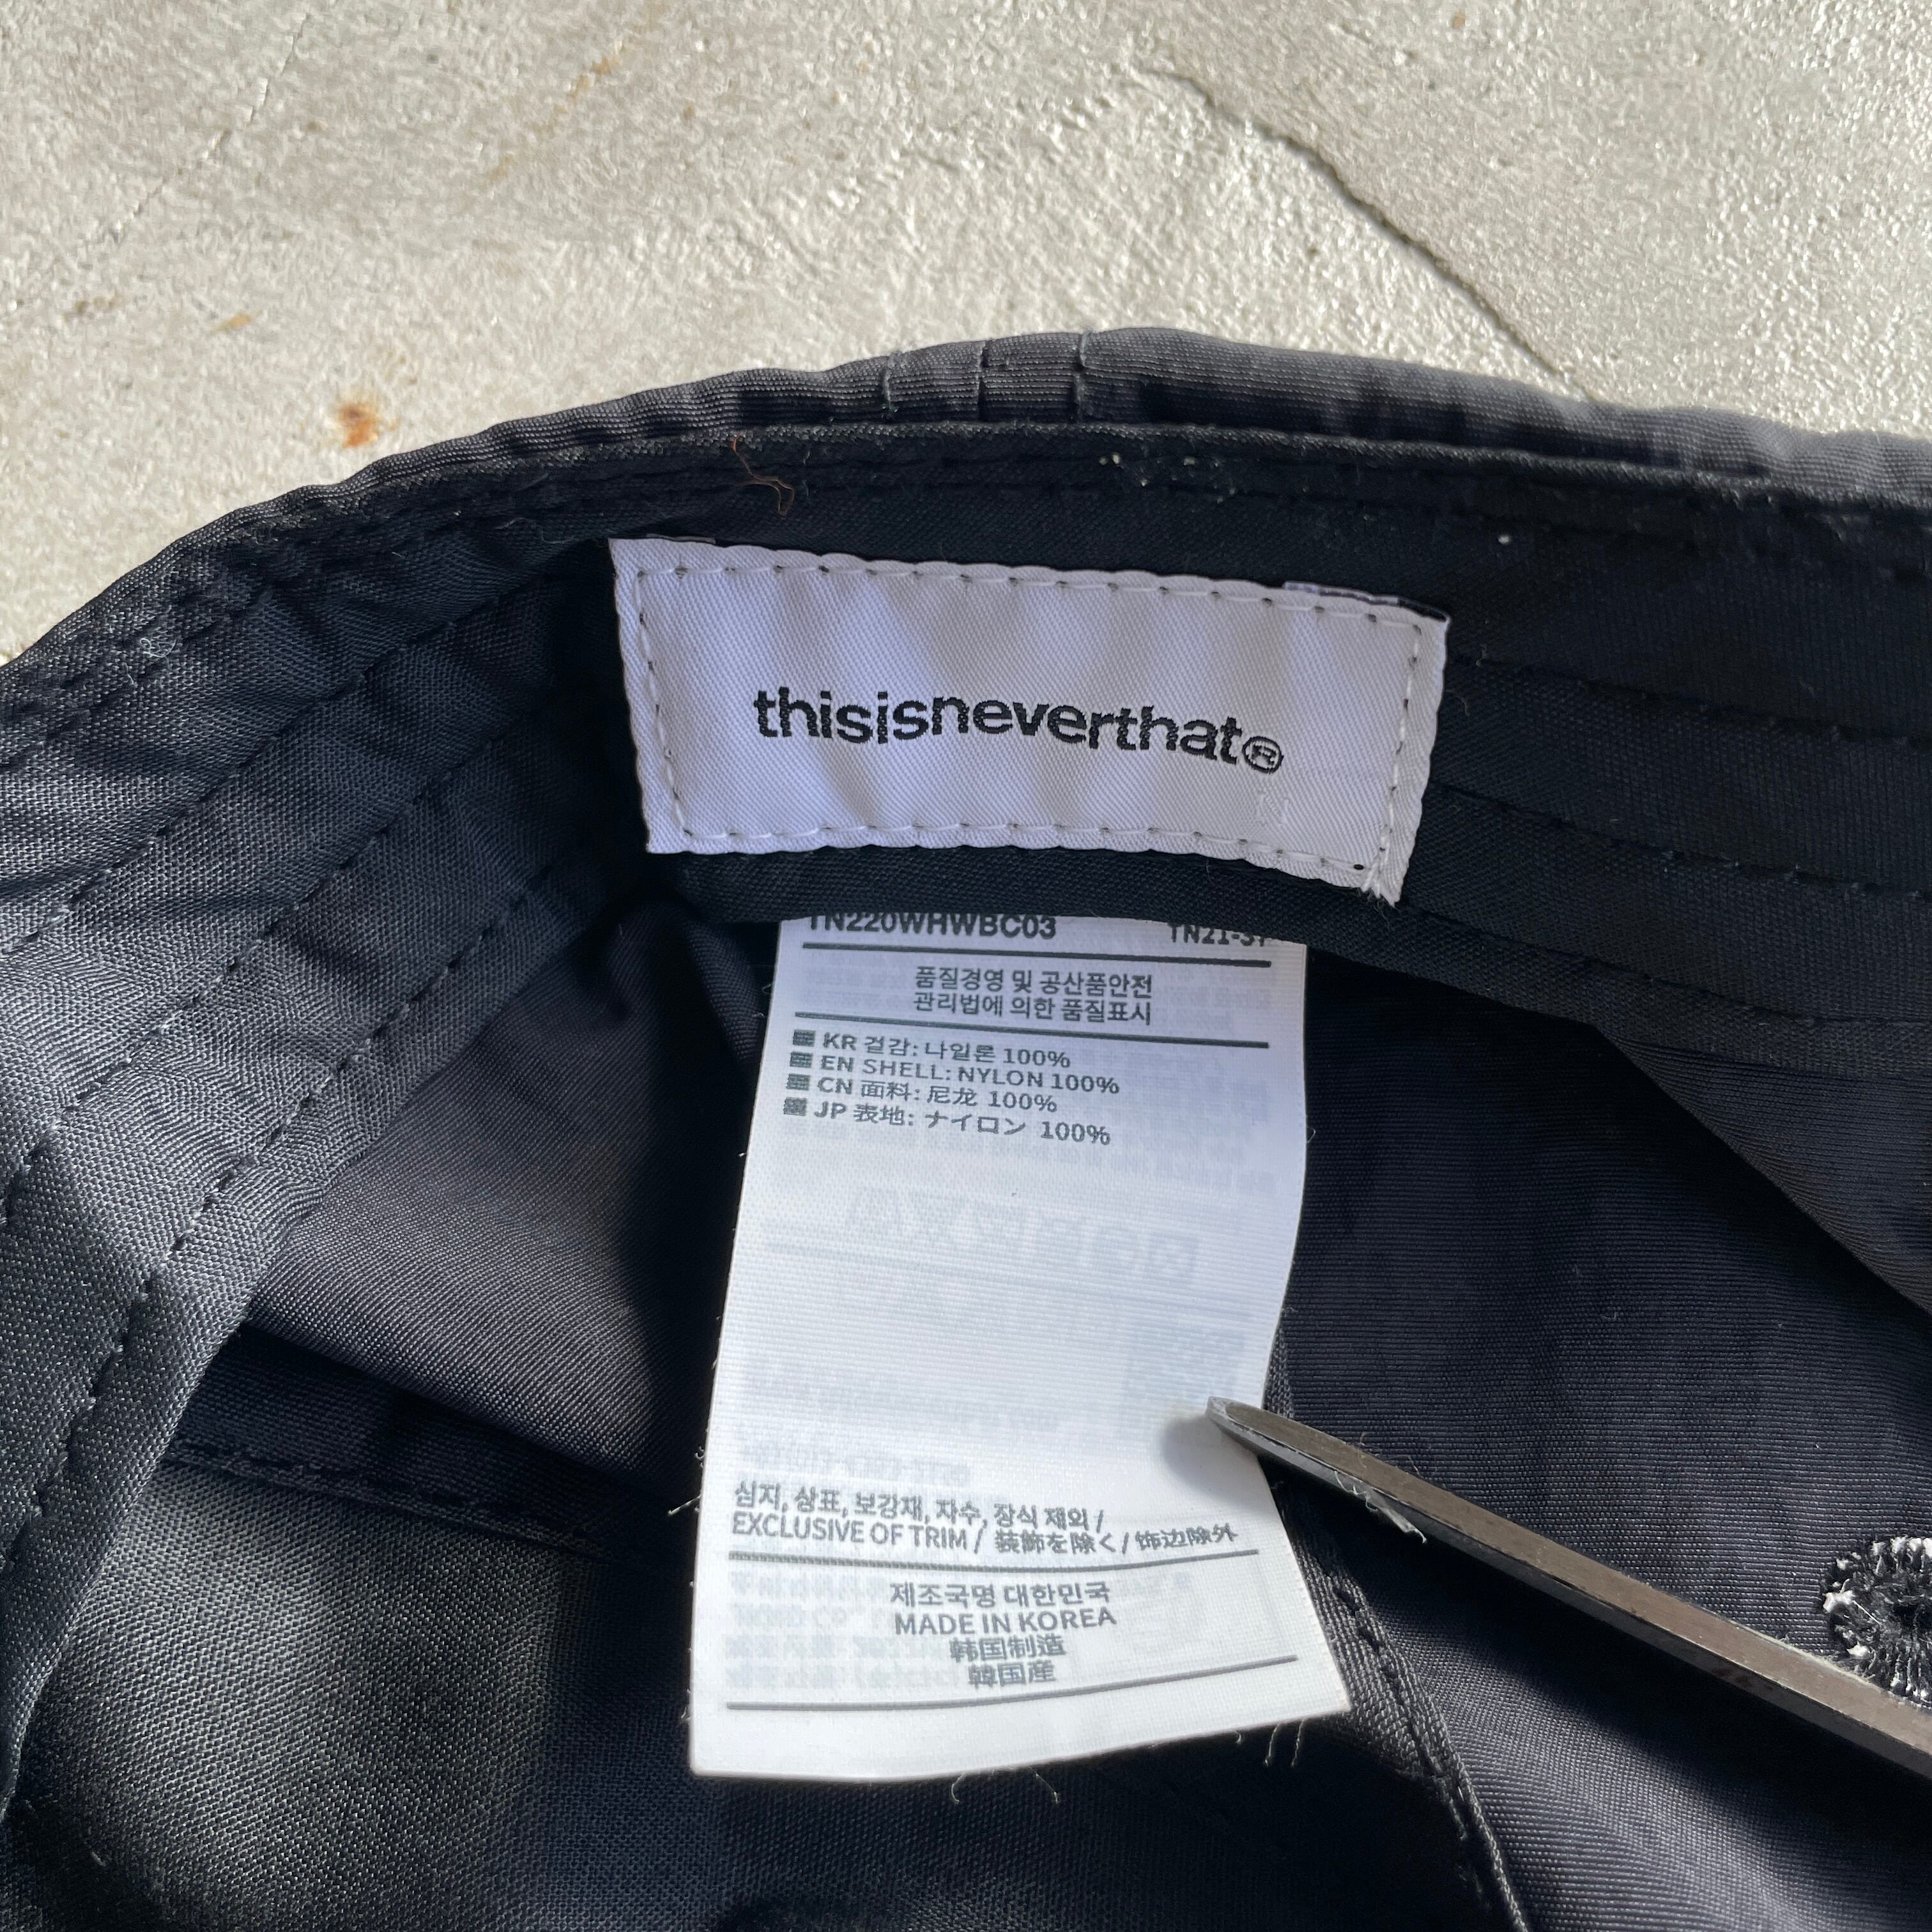 thisisneverthat®
TN220WHWBC03
품질경영 및 공산품안전
관리법에 의한 품질표시
KR 겉감: 나일론 100%
EN SHELL: NYLON 100%
CN 面料: 尼龙 100%
JP 表地: ナイロン 100%
심지, 상표, 보강재, 자수, 장식 제외 /
EXCLUSIVE OF TRIM / 装飾を除く / 饰边除外
제조국명 대한민국
MADE IN KOREA
韩国制造
韓国産